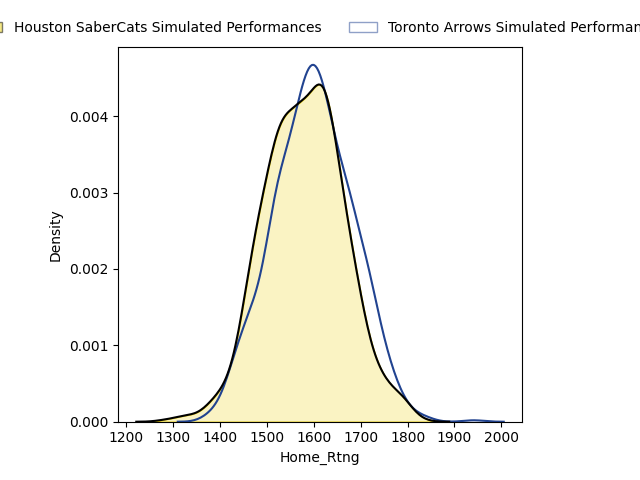 Houston SaberCats Simulated Performances
Toronto Arrows Simulated
Density
0.004
0.003
0.002
0.001
0.000
1200 1300 1400 1500 1600 1700 1800 1900 2000
Home_Rtng